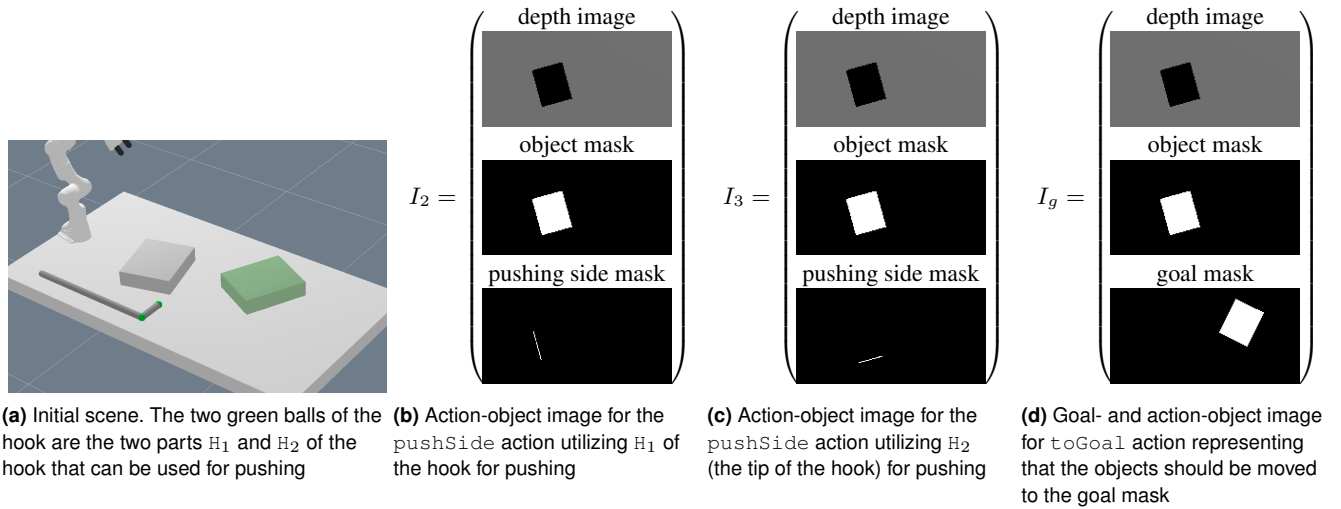 depth image
object mask
I₂ =
pushing side mask
depth image
object mask
I₃ =
pushing side mask
depth image
object mask
I_g =
goal mask
(a) Initial scene. The two green balls of the
hook are the two parts H₁ and H₂ of the
hook that can be used for pushing
(b) Action-object image for the
pushSide action utilizing H₁ of
the hook for pushing
(c) Action-object image for the
pushSide action utilizing H₂
(the tip of the hook) for pushing
(d) Goal- and action-object image
for toGoal action representing
that the objects should be moved
to the goal mask